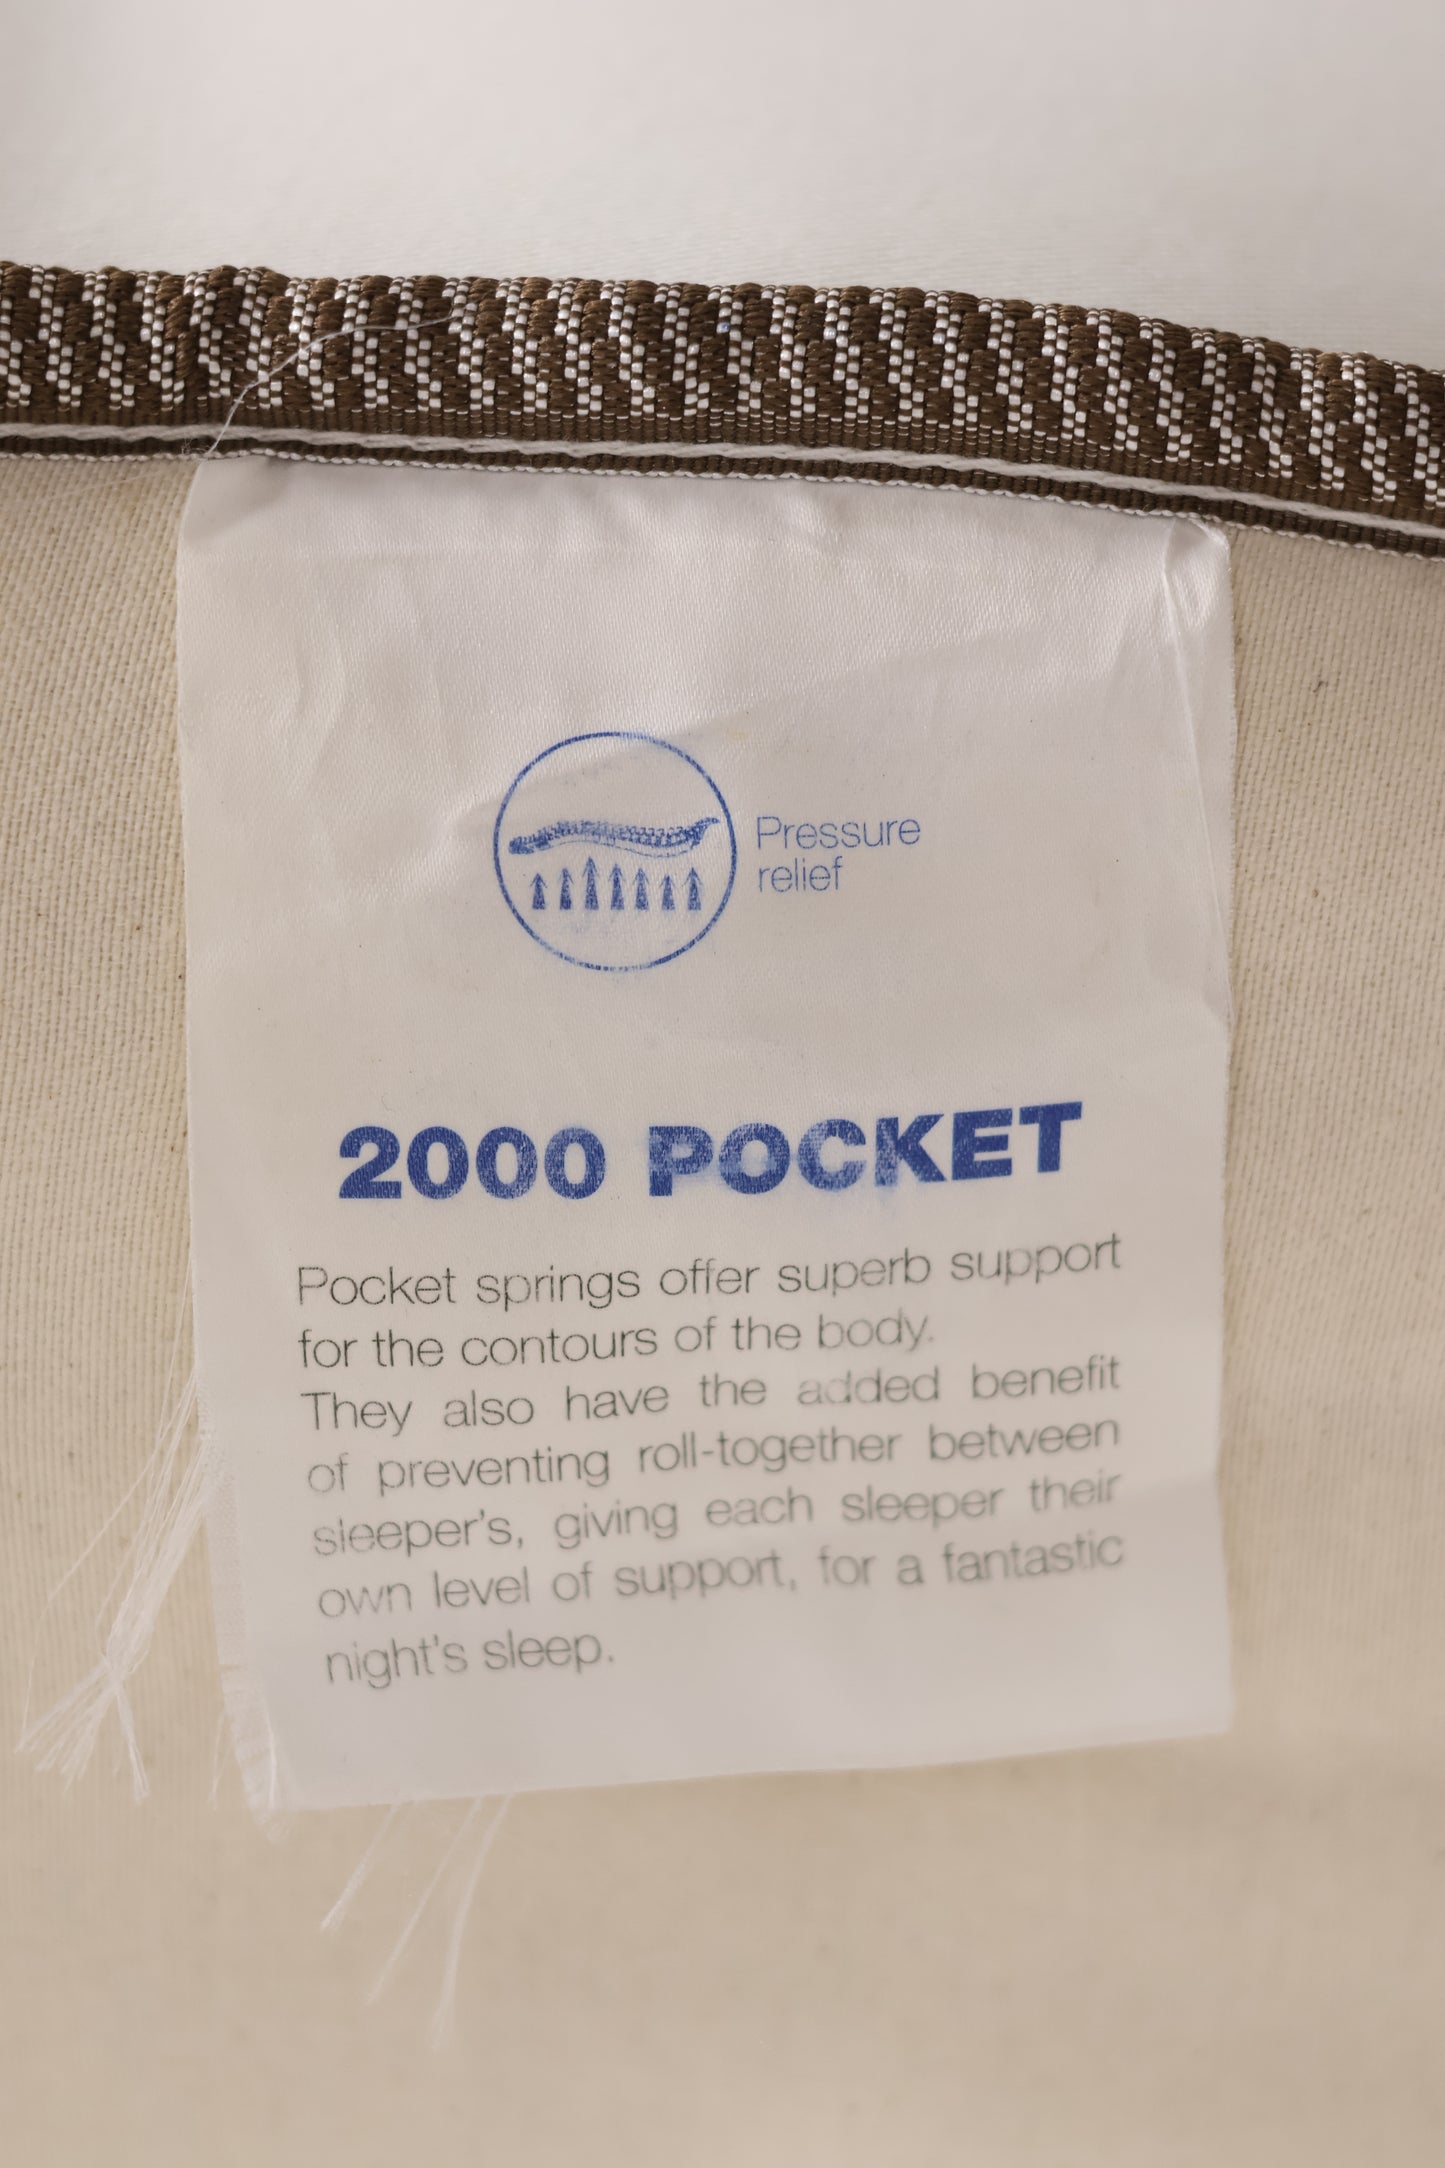 Pressure
relief
2000 POCKET
Pocket springs offer superb support
for the contours of the body.
They also have the added benefit
of preventing roll-together between
sleeper's, giving each sleeper their
own level of support, for a fantastic
night's sleep.